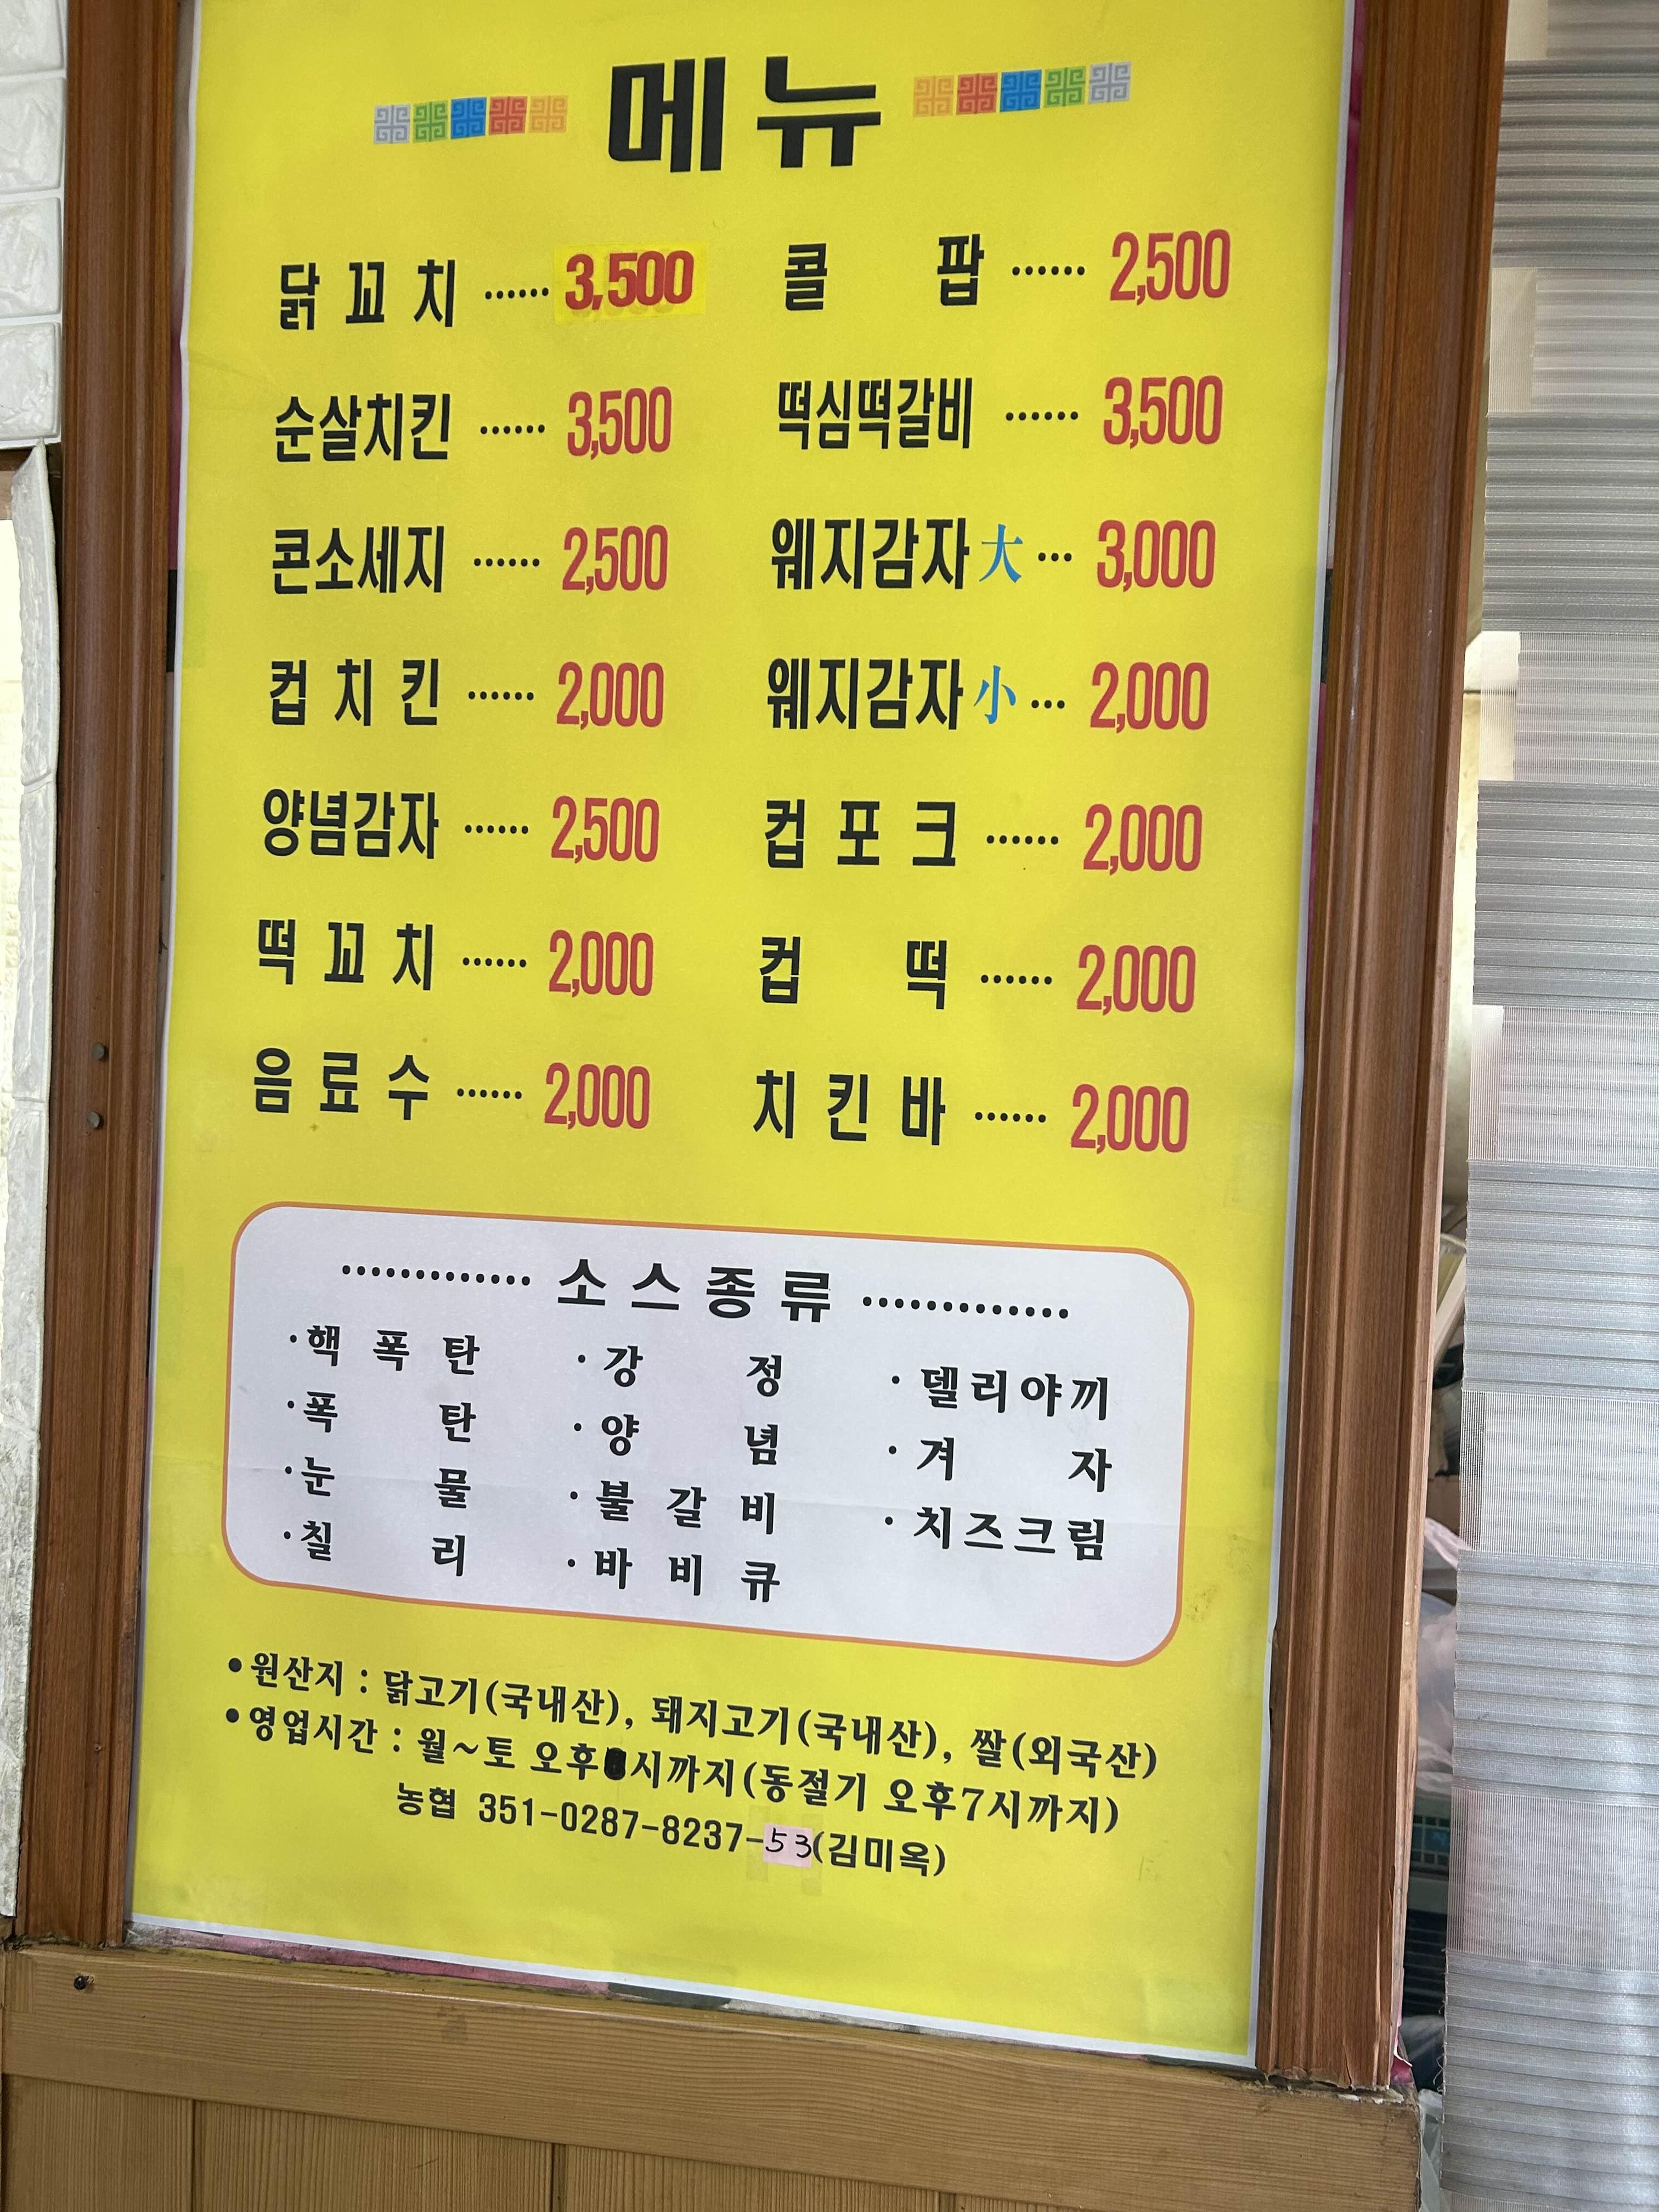 메뉴
닭꼬치 ······ 3,500 콜팝 ······ 2,500
순살치킨 ······ 3,500 떡심떡갈비 ······ 3,500
콘소세지 ······ 2,500 웨지감자大 ··· 3,000
컵치킨 ······ 2,000 웨지감자小 ··· 2,000
양념감자 ······ 2,500 컵포크 ······ 2,000
떡꼬치 ······ 2,000 컵떡 ······ 2,000
음료수 ······ 2,000 치킨바 ······ 2,000
············· 소스종류 ·············
·핵폭탄 ·강정 ·델리야끼
·폭탄 ·양념 ·겨자
·눈물 ·불갈비 ·치즈크림
·칠리 ·바비큐
•원산지 : 닭고기(국내산), 돼지고기(국내산), 쌀(외국산)
•영업시간 : 월~토 오후 시까지(동절기 오후7시까지)
농협 351-0287-8237-53(김미옥)